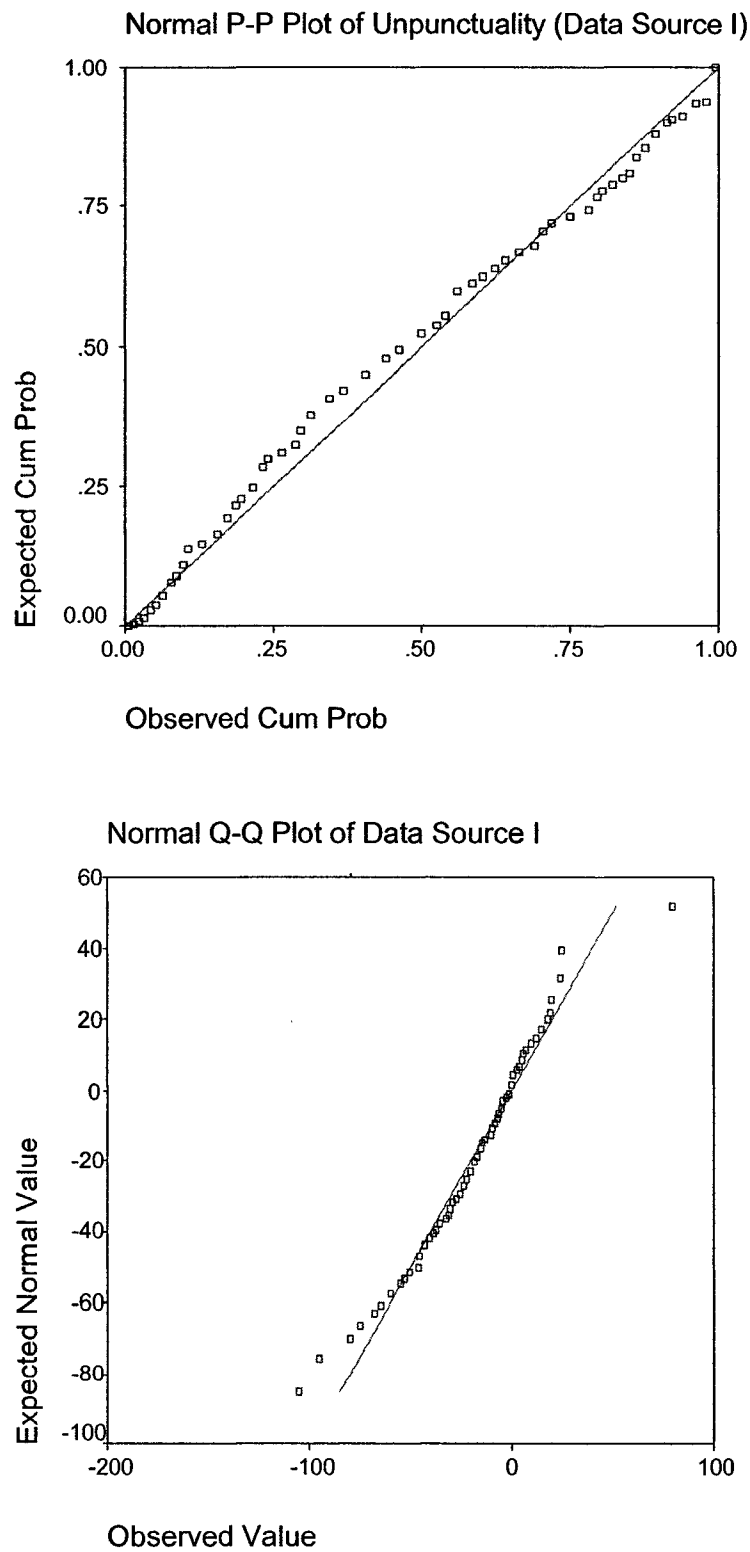 Normal P-P Plot of Unpunctuality (Data Source I)
1.00
.75
.50
.25
0.00
Expected Cum Prob
0.00 .25 .50 .75 1.00
Observed Cum Prob
Normal Q-Q Plot of Data Source I
60
40
20
0
-20
-40
-60
-80
-100
Expected Normal Value
-200 -100 0 100
Observed Value